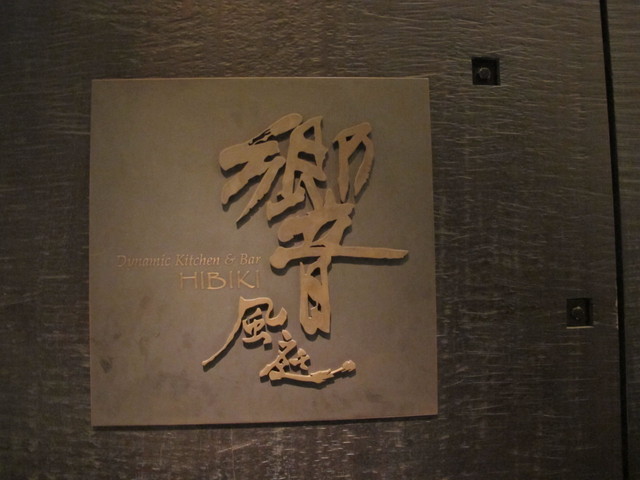 響
Dynamic Kitchen & Bar
HIBIKI
風庭